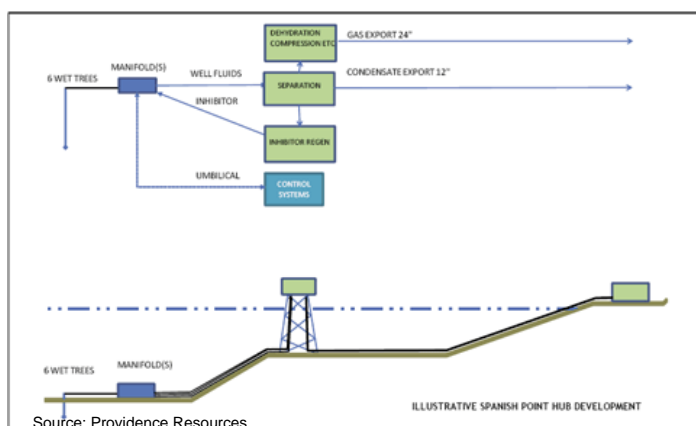 DEHYDRATION
COMPRESSION ETC
GAS EXPORT 24"
MANIFOLD(S)
6 WET TREES
WELL FLUIDS
SEPARATION
CONDENSATE EXPORT 12"
INHIBITOR
INHIBITOR REGEN
UMBILICAL
CONTROL
SYSTEMS
MANIFOLD(S)
6 WET TREES
ILLUSTRATIVE SPANISH POINT HUB DEVELOPMENT
Source: Providence Resources